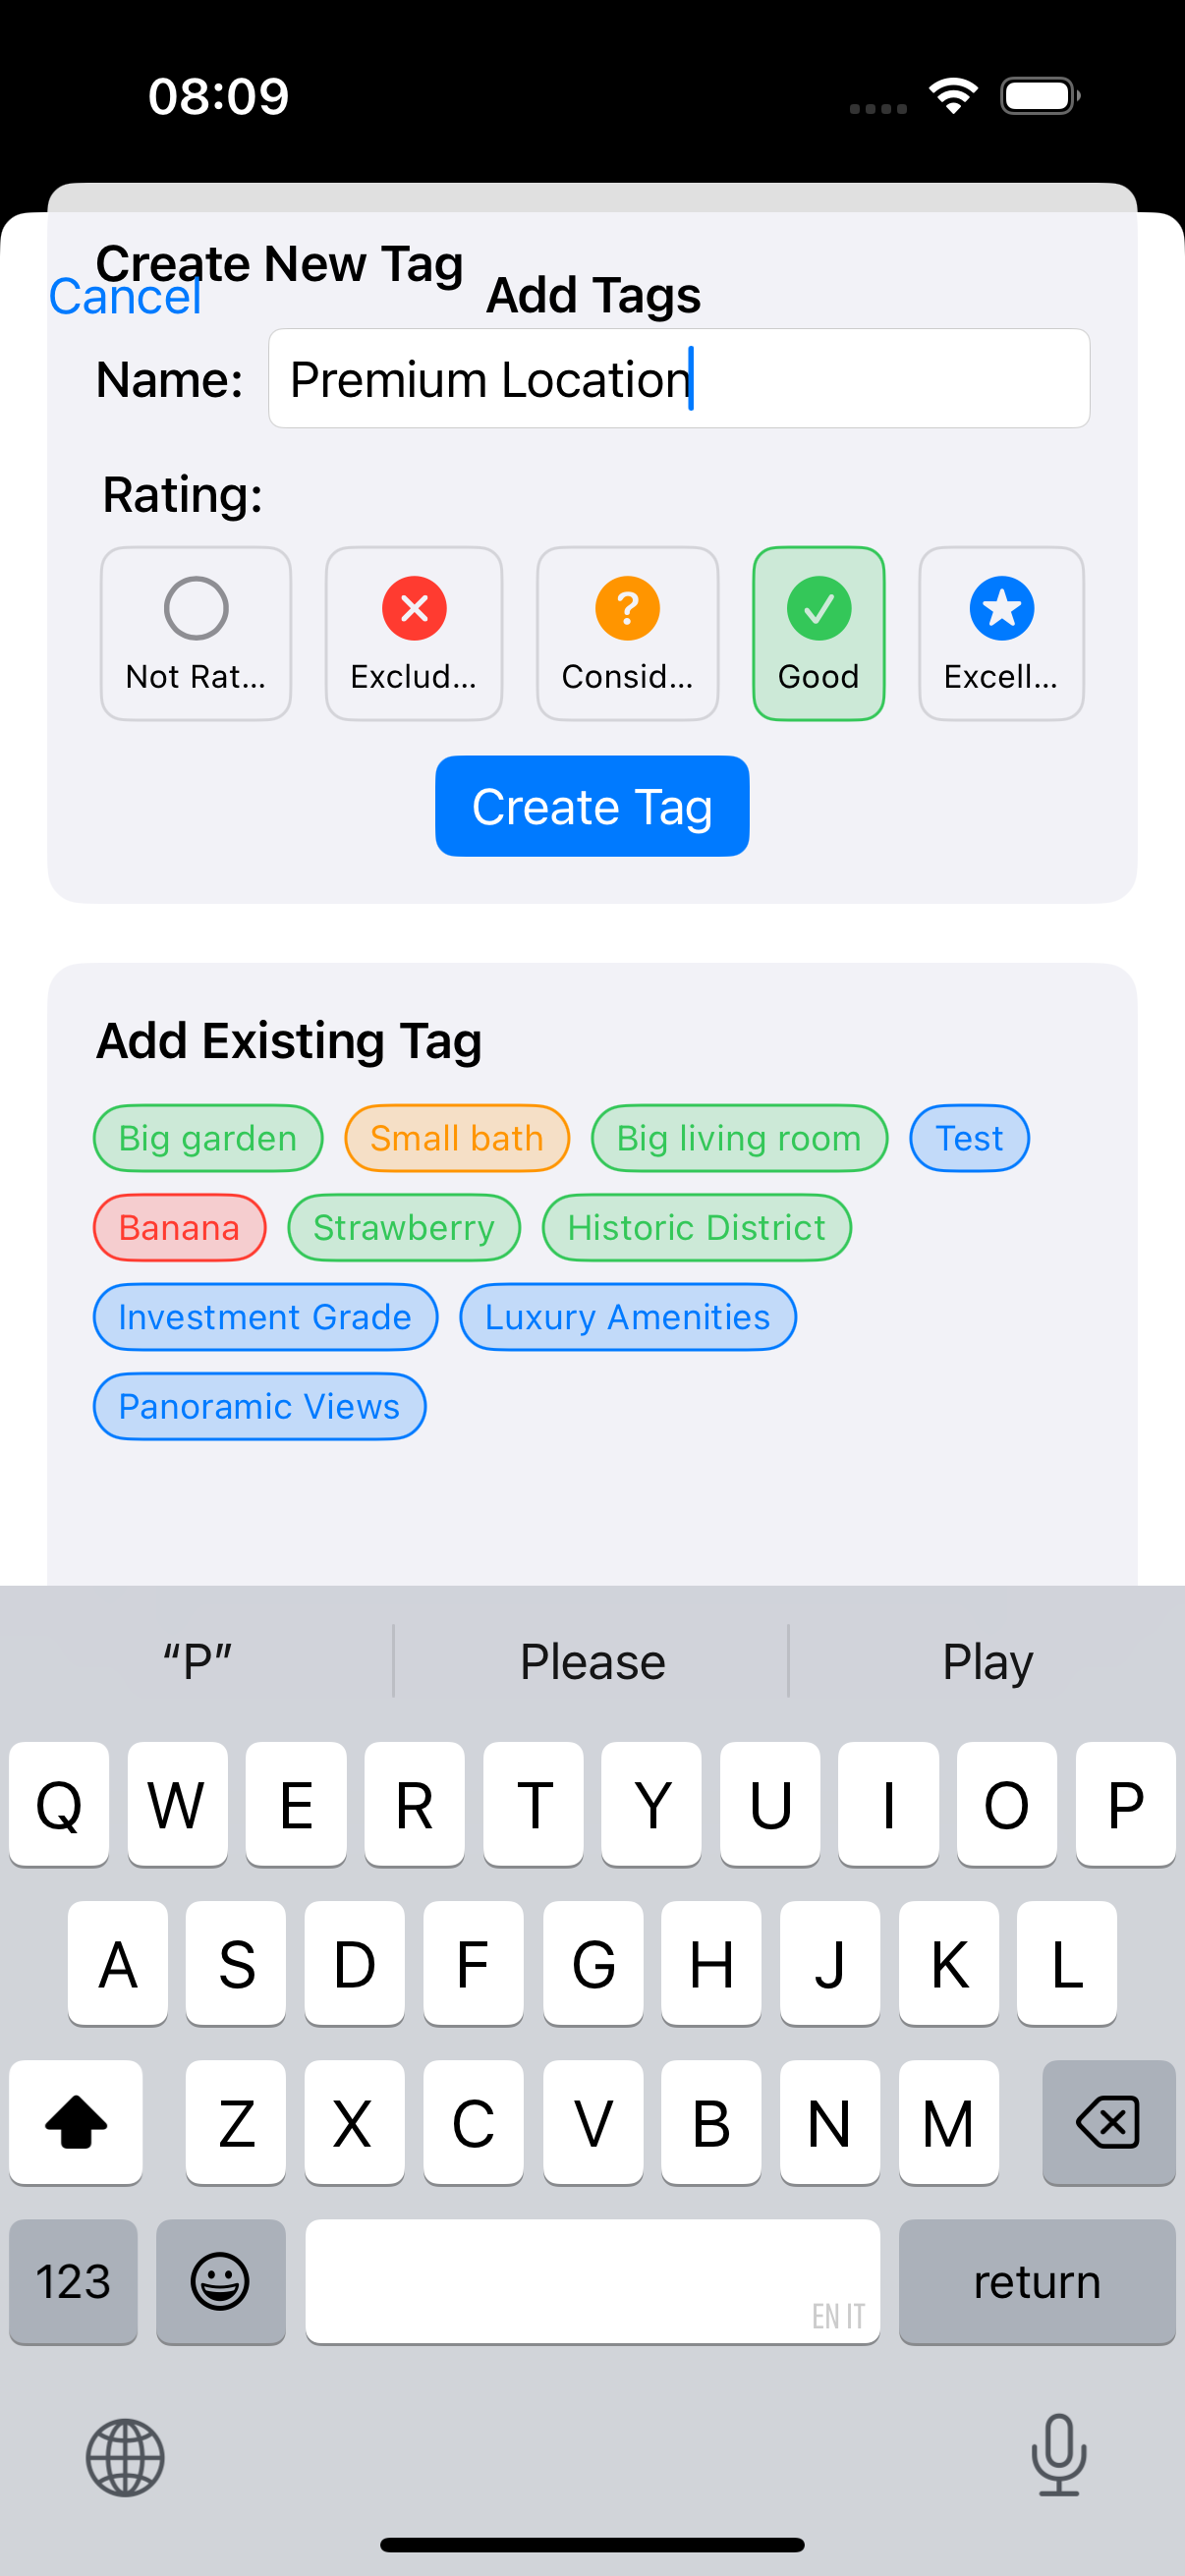 08:09
Create New Tag
Cancel
Add Tags
Name:
Premium Location
Rating:
Not Rat...
Exclud...
Consid...
Good
Excell...
Create Tag
Add Existing Tag
Big garden
Small bath
Big living room
Test
Banana
Strawberry
Historic District
Investment Grade
Luxury Amenities
Panoramic Views
“P”
Please
Play
Q W E R T Y U I O P
A S D F G H J K L
Z X C V B N M
123
EN IT
return